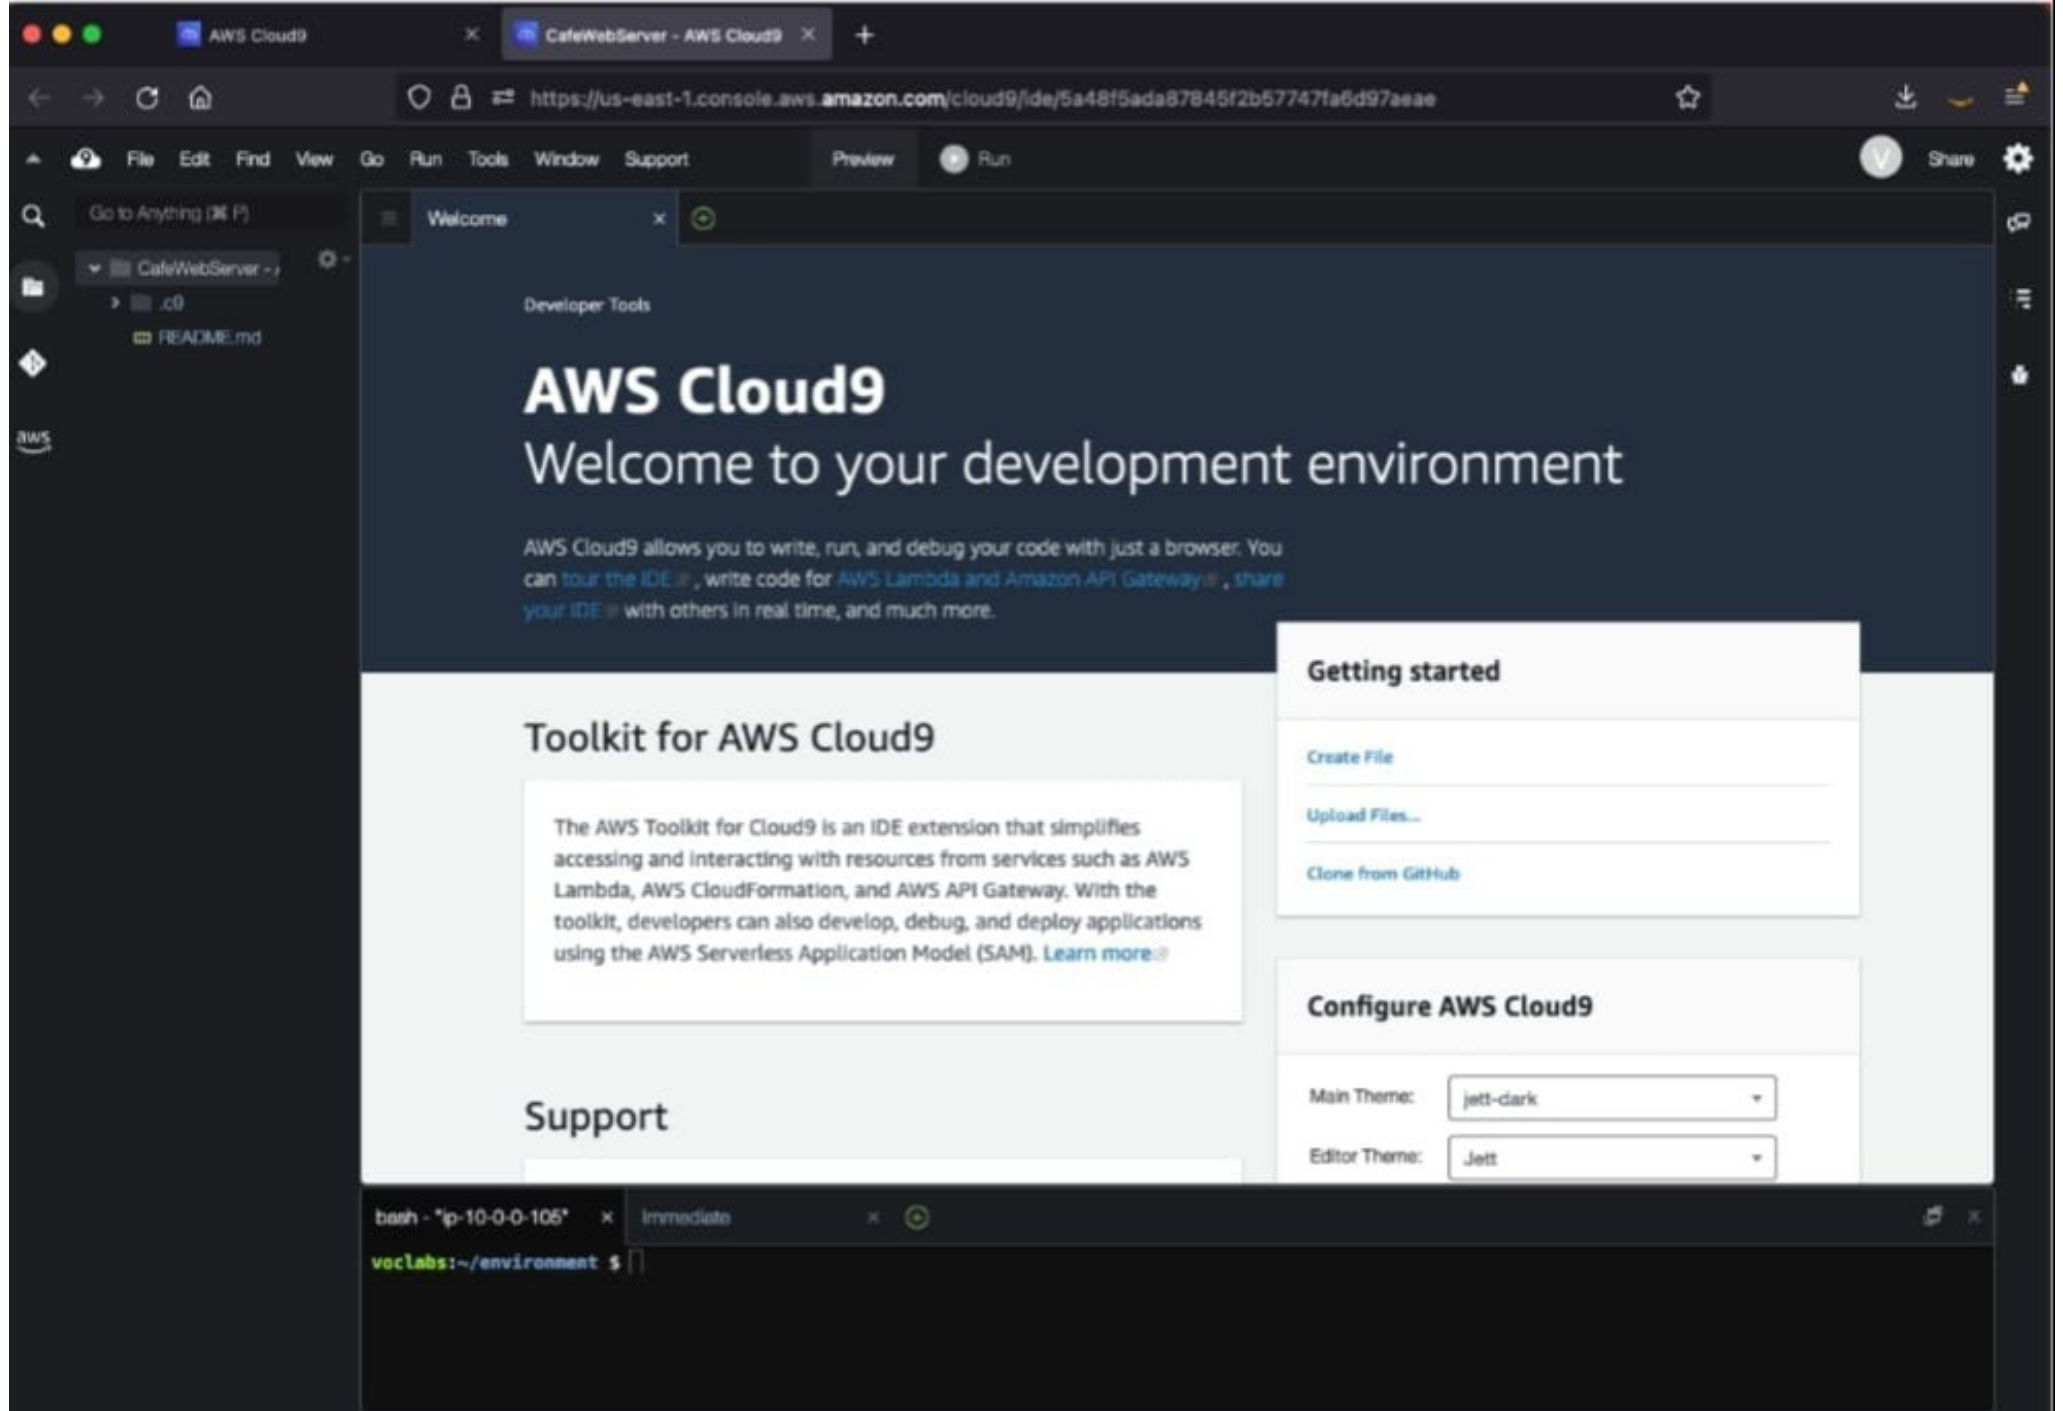 AWS Cloud9
CafeWebServer - AWS Cloud9
https://us-east-1.console.aws.amazon.com/cloud9/ide/5a48f5ada87845f2b57747fa6d97aeae
File Edit Find View Go Run Tools Window Support Preview Run V Share
Go to Anything (⌘ P)
Welcome
CafeWebServer - /
.c9
README.md
aws
Developer Tools
AWS Cloud9
Welcome to your development environment
AWS Cloud9 allows you to write, run, and debug your code with just a browser. You
can tour the IDE , write code for AWS Lambda and Amazon API Gateway , share
your IDE with others in real time, and much more.
Getting started
Create File
Upload Files...
Clone from GitHub
Toolkit for AWS Cloud9
The AWS Toolkit for Cloud9 is an IDE extension that simplifies
accessing and interacting with resources from services such as AWS
Lambda, AWS CloudFormation, and AWS API Gateway. With the
toolkit, developers can also develop, debug, and deploy applications
using the AWS Serverless Application Model (SAM). Learn more
Configure AWS Cloud9
Main Theme: jett-dark
Editor Theme: Jett
Support
bash - "ip-10-0-0-105"
Immediate
voclabs:~/environment $